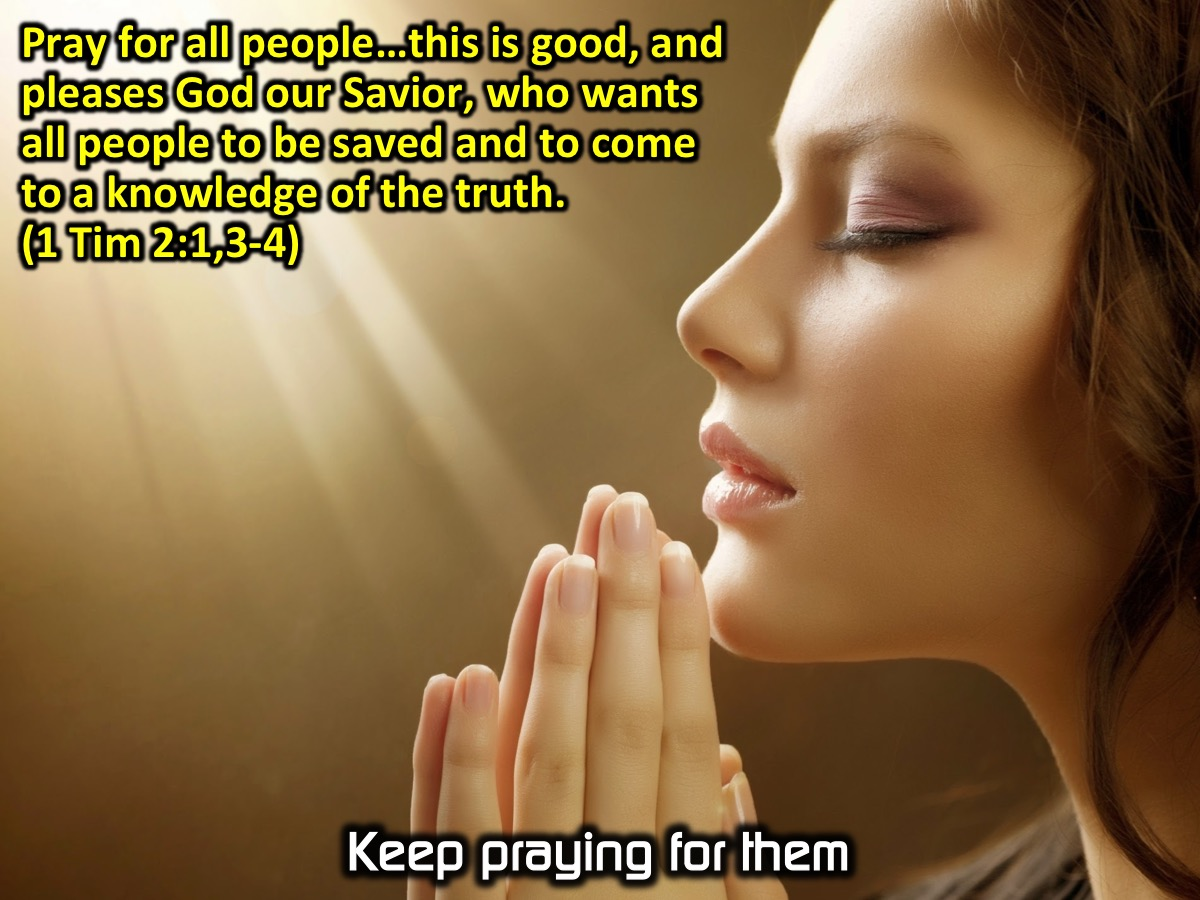 Pray for all people...this is good, and
pleases God our Savior, who wants
all people to be saved and to come
to a knowledge of the truth.
(1 Tim 2:1,3-4)
Keep praying for them